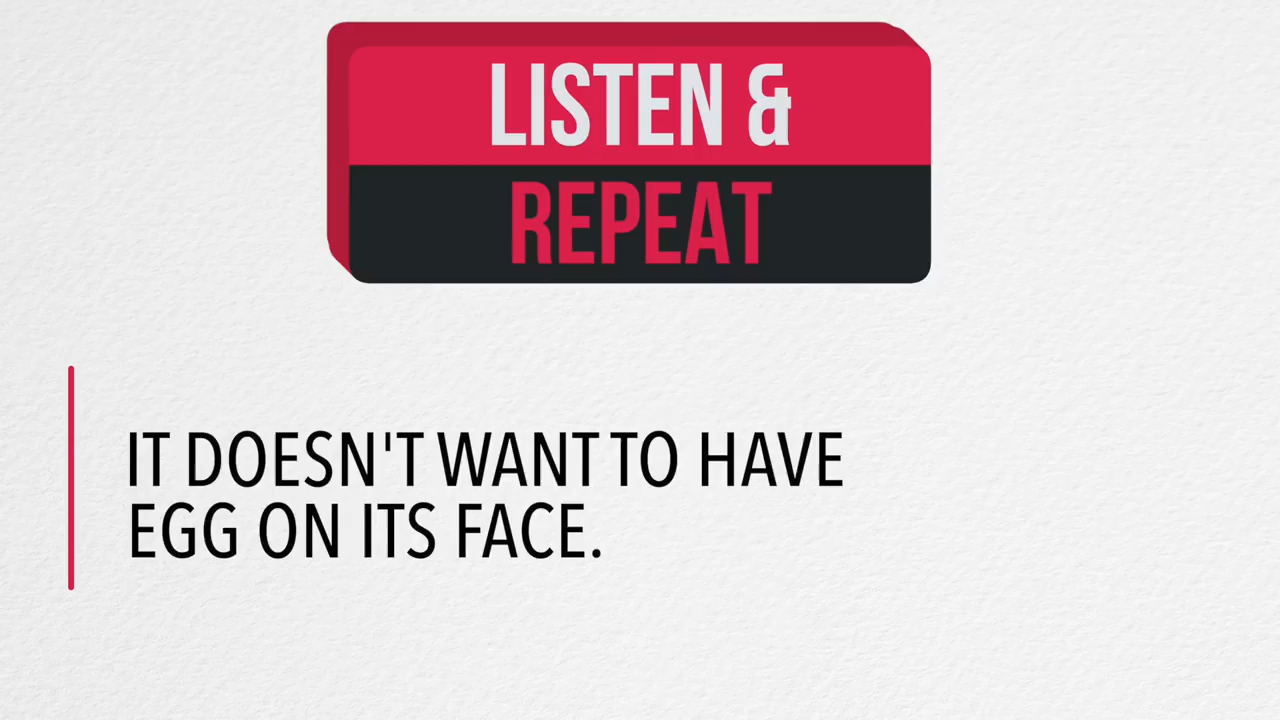 LISTEN &
REPEAT
IT DOESN'T WANT TO HAVE
EGG ON ITS FACE.